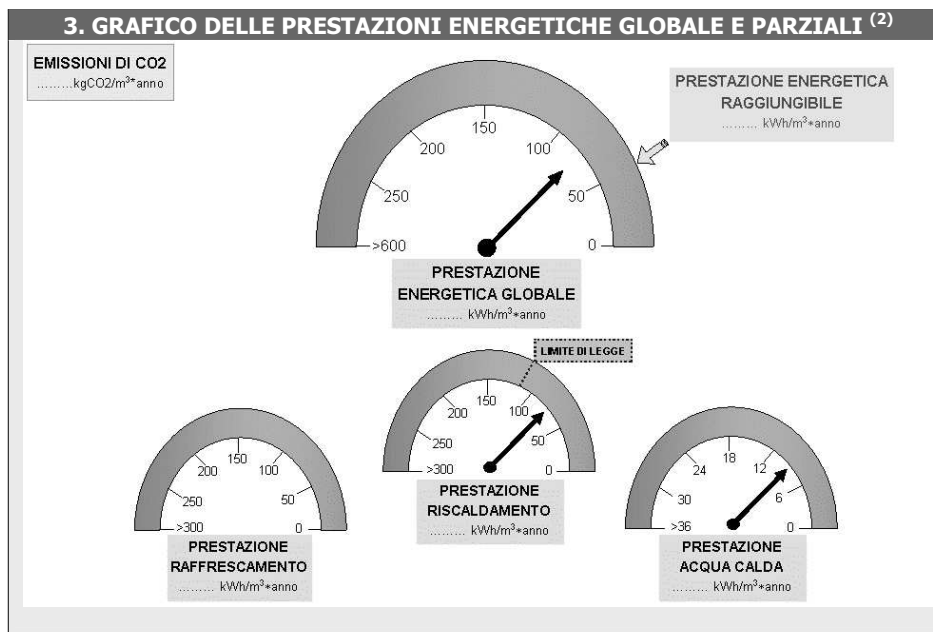 3. GRAFICO DELLE PRESTAZIONI ENERGETICHE GLOBALE E PARZIALI (2)
EMISSIONI DI CO2
.........kgCO2/m³*anno
PRESTAZIONE ENERGETICA
RAGGIUNGIBILE
......... kWh/m³*anno
>600
250
200
150
100
50
0
PRESTAZIONE
ENERGETICA GLOBALE
......... kWh/m³*anno
LIMITE DI LEGGE
>300
250
200
150
100
50
0
PRESTAZIONE
RISCALDAMENTO
......... kWh/m³*anno
>300
250
200
150
100
50
0
PRESTAZIONE
RAFFRESCAMENTO
......... kWh/m³*anno
>36
30
24
18
12
6
0
PRESTAZIONE
ACQUA CALDA
......... kWh/m³*anno